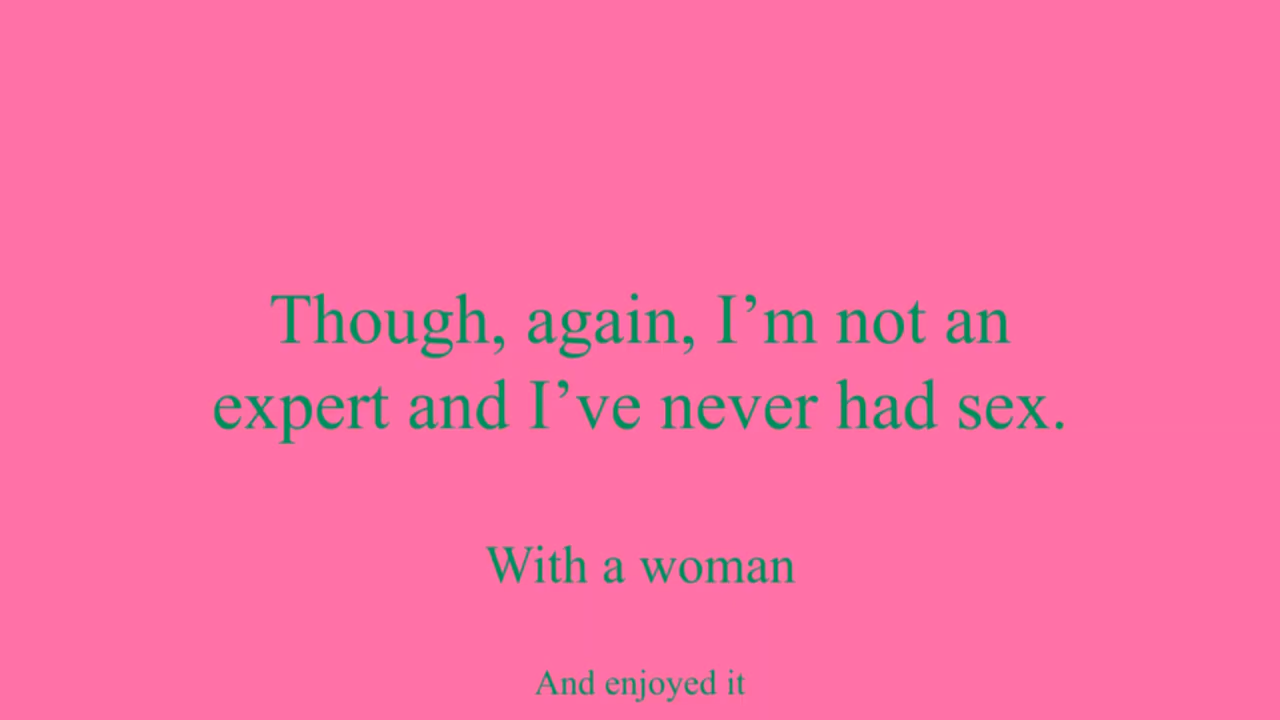 Though, again, I’m not an
expert and I’ve never had sex.
With a woman
And enjoyed it